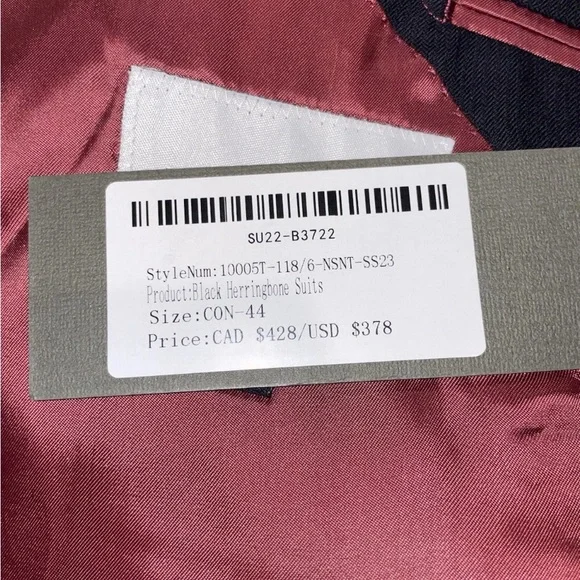 SU22-B3722
StyleNum:10005T-118/6-NSNT-SS23
Product:Black Herringbone Suits
Size:CON-44
Price:CAD $428/USD $378